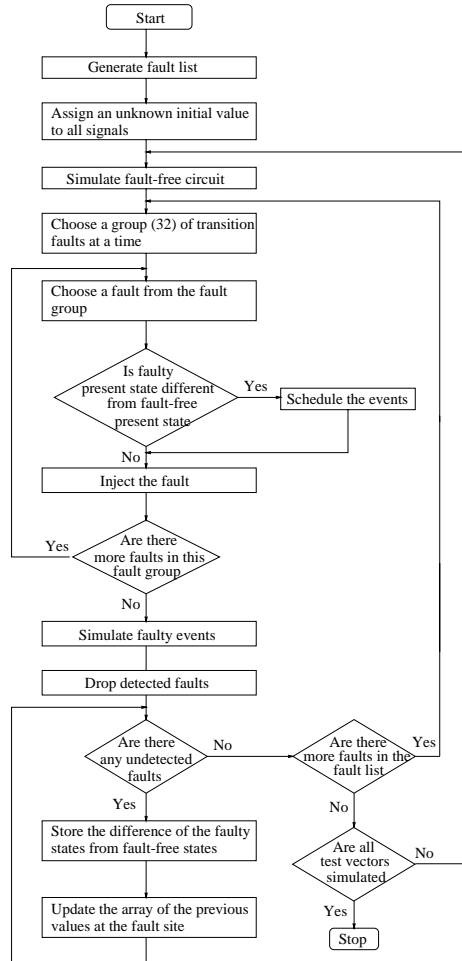 Start
Generate fault list
Assign an unknown initial value
to all signals
Simulate fault-free circuit
Choose a group (32) of transition
faults at a time
Choose a fault from the fault
group
Is faulty
present state different
from fault-free
present state
Yes
Schedule the events
No
Inject the fault
Are there
more faults in this
fault group
Yes
No
Simulate faulty events
Drop detected faults
Are there
any undetected
faults
No
Are there
more faults in the
fault list
Yes
Yes
No
Store the difference of the faulty
states from fault-free states
Are all
test vectors
simulated
No
Update the array of the previous
values at the fault site
Yes
Stop